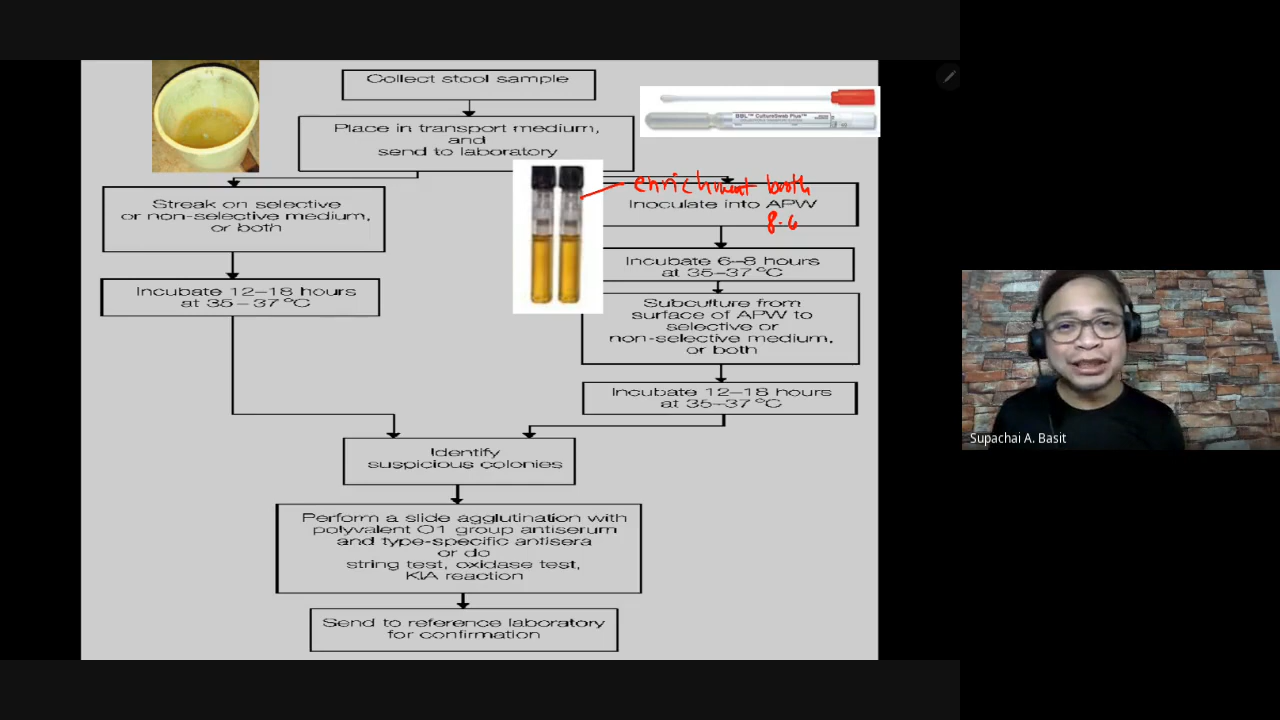 Collect stool sample
Place in transport medium,
and
send to laboratory
BBL™ CultureSwab Plus™
Streak on selective
or non-selective medium,
or both
Incubate 12–18 hours
at 35–37 °C
enrichment broth
Inoculate into APW
8.6
Incubate 6–8 hours
at 35–37 °C
Subculture from
surface of APW to
selective or
non-selective medium,
or both
Incubate 12–18 hours
at 35–37 °C
Identify
suspicious colonies
Perform a slide agglutination with
polyvalent O1 group antiserum
and type-specific antisera
or do
string test, oxidase test,
KIA reaction
Send to reference laboratory
for confirmation
Supachai A. Basit